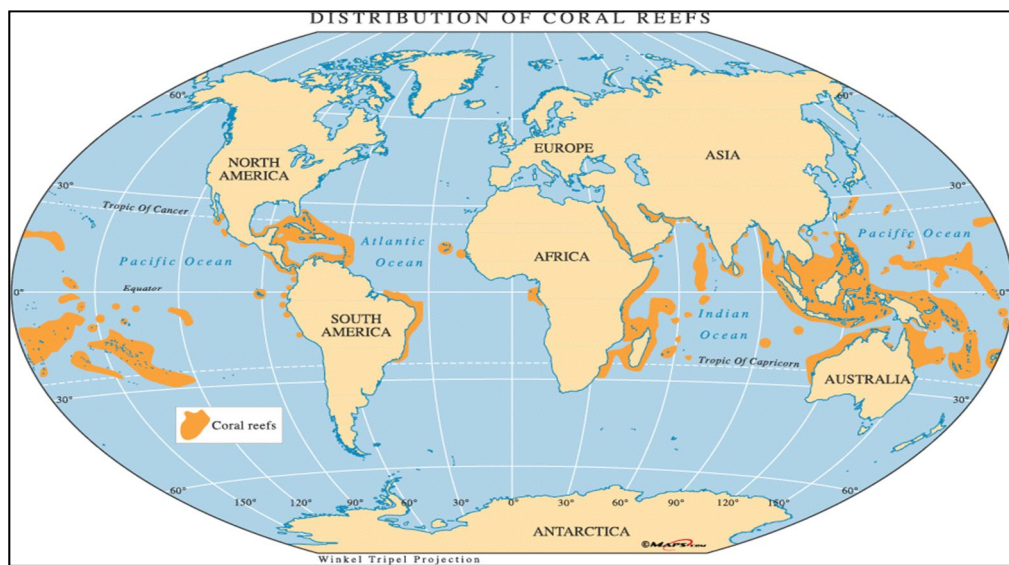 DISTRIBUTION OF CORAL REEFS
60°
60°
NORTH
AMERICA
EUROPE
ASIA
30°
30°
Tropic Of Cancer
Atlantic
Ocean
Pacific Ocean
Pacific Ocean
AFRICA
Equator
0°
0°
SOUTH
AMERICA
Indian
Ocean
Tropic Of Capricorn
AUSTRALIA
30°
30°
Coral reefs
60°
60°
150°
120°
90°
60°
30°
0°
30°
60°
90°
120°
150°
ANTARCTICA
©MAPS.com
Winkel Tripel Projection